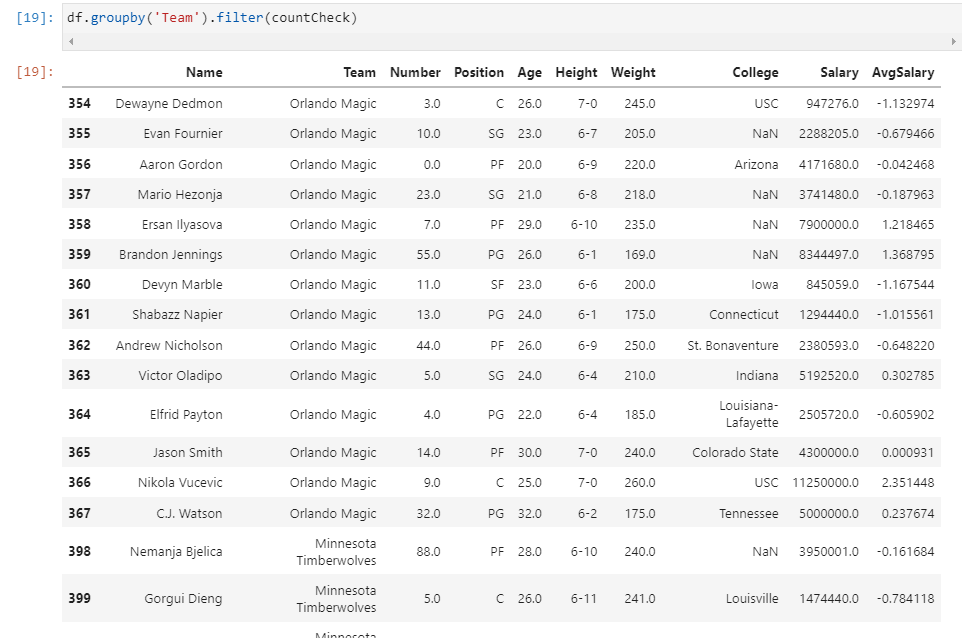 [19]: df.groupby('Team').filter(countCheck)
[19]:
Name Team Number Position Age Height Weight College Salary AvgSalary
354 Dewayne Dedmon Orlando Magic 3.0 C 26.0 7-0 245.0 USC 947276.0 -1.132974
355 Evan Fournier Orlando Magic 10.0 SG 23.0 6-7 205.0 NaN 2288205.0 -0.679466
356 Aaron Gordon Orlando Magic 0.0 PF 20.0 6-9 220.0 Arizona 4171680.0 -0.042468
357 Mario Hezonja Orlando Magic 23.0 SG 21.0 6-8 218.0 NaN 3741480.0 -0.187963
358 Ersan Ilyasova Orlando Magic 7.0 PF 29.0 6-10 235.0 NaN 7900000.0 1.218465
359 Brandon Jennings Orlando Magic 55.0 PG 26.0 6-1 169.0 NaN 8344497.0 1.368795
360 Devyn Marble Orlando Magic 11.0 SF 23.0 6-6 200.0 Iowa 845059.0 -1.167544
361 Shabazz Napier Orlando Magic 13.0 PG 24.0 6-1 175.0 Connecticut 1294440.0 -1.015561
362 Andrew Nicholson Orlando Magic 44.0 PF 26.0 6-9 250.0 St. Bonaventure 2380593.0 -0.648220
363 Victor Oladipo Orlando Magic 5.0 SG 24.0 6-4 210.0 Indiana 5192520.0 0.302785
364 Elfrid Payton Orlando Magic 4.0 PG 22.0 6-4 185.0 Louisiana-
Lafayette 2505720.0 -0.605902
365 Jason Smith Orlando Magic 14.0 PF 30.0 7-0 240.0 Colorado State 4300000.0 0.000931
366 Nikola Vucevic Orlando Magic 9.0 C 25.0 7-0 260.0 USC 11250000.0 2.351448
367 C.J. Watson Orlando Magic 32.0 PG 32.0 6-2 175.0 Tennessee 5000000.0 0.237674
398 Nemanja Bjelica Minnesota
Timberwolves 88.0 PF 28.0 6-10 240.0 NaN 3950001.0 -0.161684
399 Gorgui Dieng Minnesota
Timberwolves 5.0 C 26.0 6-11 241.0 Louisville 1474440.0 -0.784118
Minnesota